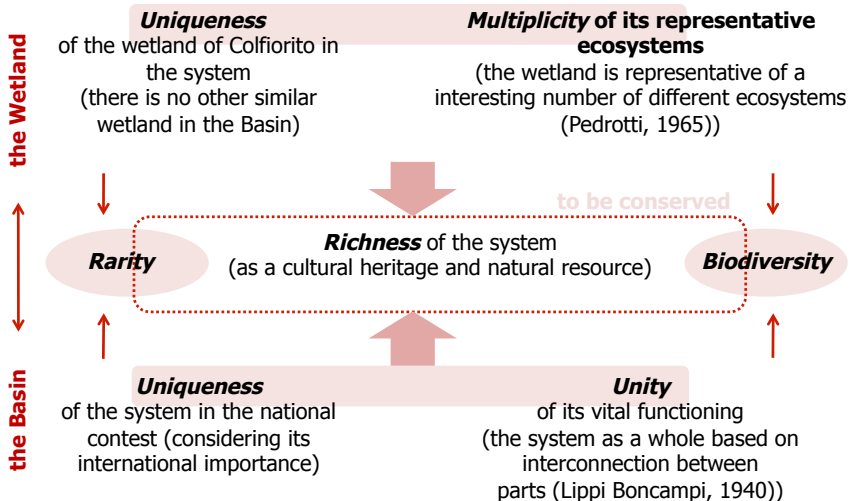 the Wetland
Uniqueness
of the wetland of Colfiorito in
the system
(there is no other similar
wetland in the Basin)
Multiplicity of its representative
ecosystems
(the wetland is representative of a
interesting number of different ecosystems
(Pedrotti, 1965))
to be conserved
Rarity
Richness of the system
(as a cultural heritage and natural resource)
Biodiversity
the Basin
Uniqueness
of the system in the national
contest (considering its
international importance)
Unity
of its vital functioning
(the system as a whole based on
interconnection between
parts (Lippi Boncampi, 1940))